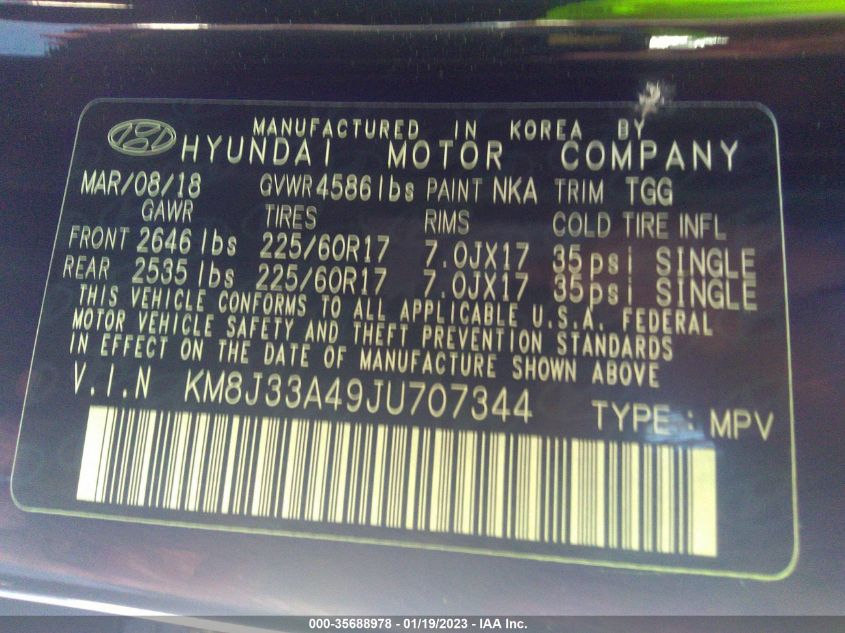 MANUFACTURED IN KOREA BY
HYUNDAI MOTOR COMPANY
MAR/08/18 GVWR 4586 lbs PAINT NKA TRIM TGG
GAWR TIRES RIMS COLD TIRE INFL
FRONT 2646 lbs 225/60R17 7.0JX17 35psi SINGLE
REAR 2535 lbs 225/60R17 7.0JX17 35psi SINGLE
THIS VEHICLE CONFORMS TO ALL APPLICABLE U.S.A. FEDERAL
MOTOR VEHICLE SAFETY AND THEFT PREVENTION STANDARDS
IN EFFECT ON THE DATE OF MANUFACTURE SHOWN ABOVE
V.I.N KM8J33A49JU707344 TYPE : MPV
000-35688978 - 01/19/2023 - IAA Inc.